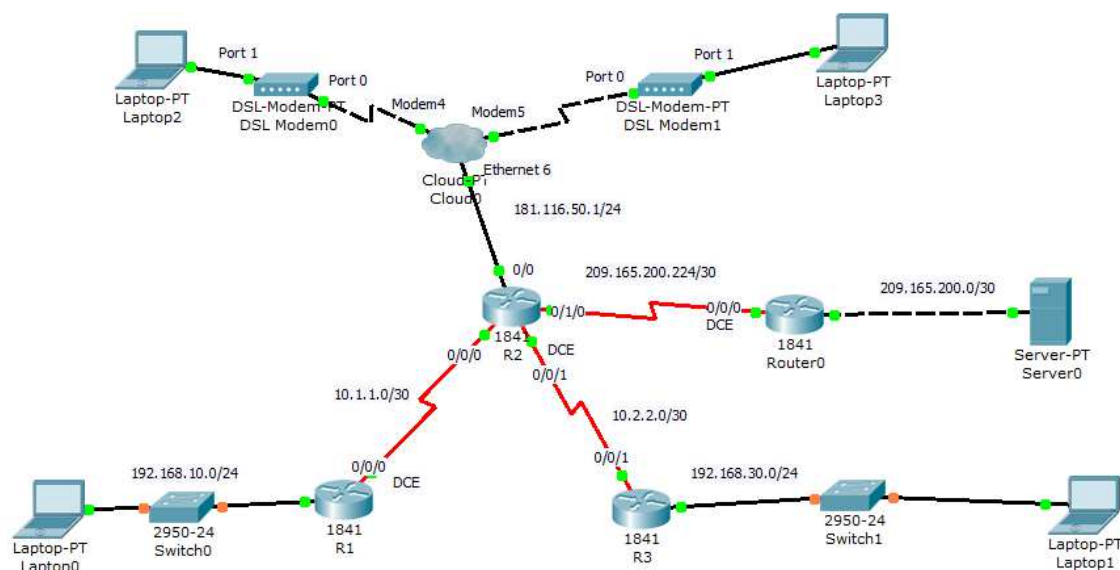 Port 1
Laptop-PT
Laptop2
Port 0
DSL-Modem-PT
DSL Modem0
Modem4
Modem5
Port 0
Port 1
DSL-Modem-PT
DSL Modem1
Laptop-PT
Laptop3
Ethernet 6
Cloud-PT
Cloud0
181.116.50.1/24
0/0
209.165.200.224/30
0/1/0
0/0/0
DCE
209.165.200.0/30
1841
R2
1841
Router0
Server-PT
Server0
0/0/0
DCE
0/0/1
10.1.1.0/30
10.2.2.0/30
0/0/0
DCE
0/0/1
192.168.10.0/24
192.168.30.0/24
Laptop-PT
Laptop0
2950-24
Switch0
1841
R1
1841
R3
2950-24
Switch1
Laptop-PT
Laptop1